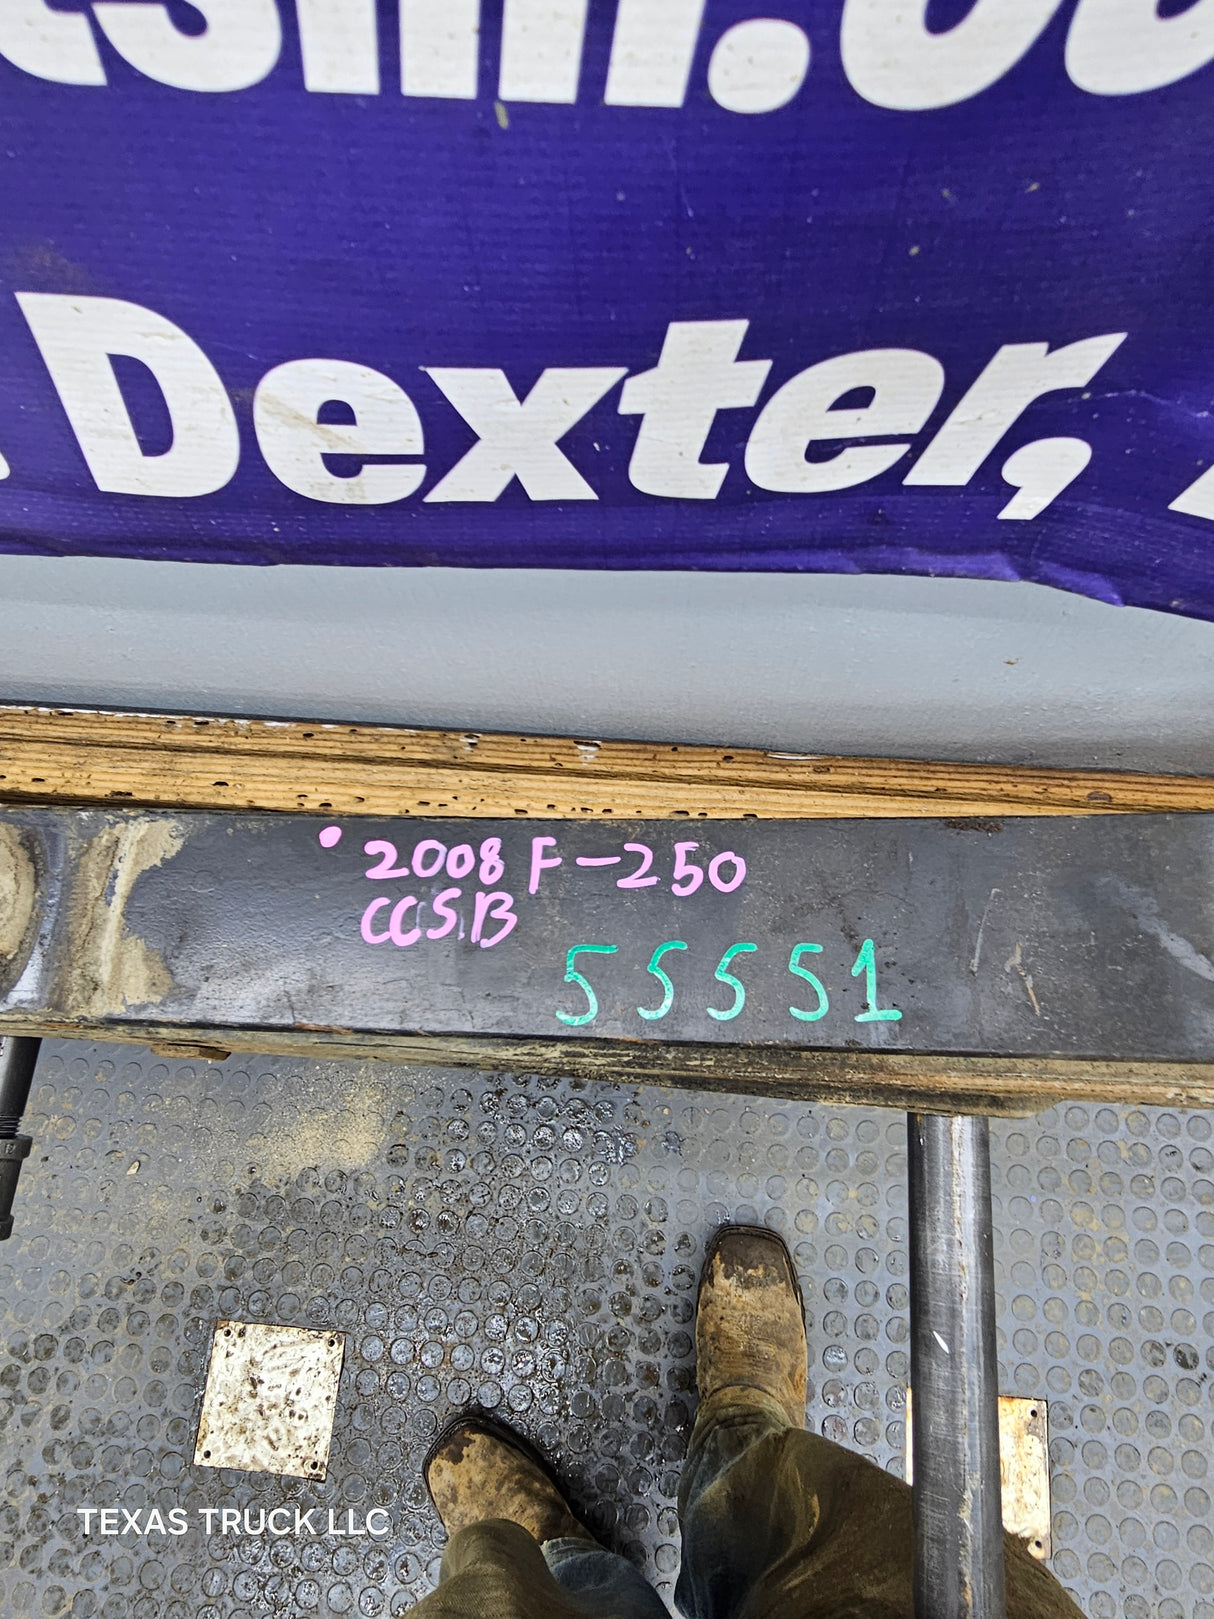 Dexter,
•2008 F-250
CCSB
55551
TEXAS TRUCK LLC